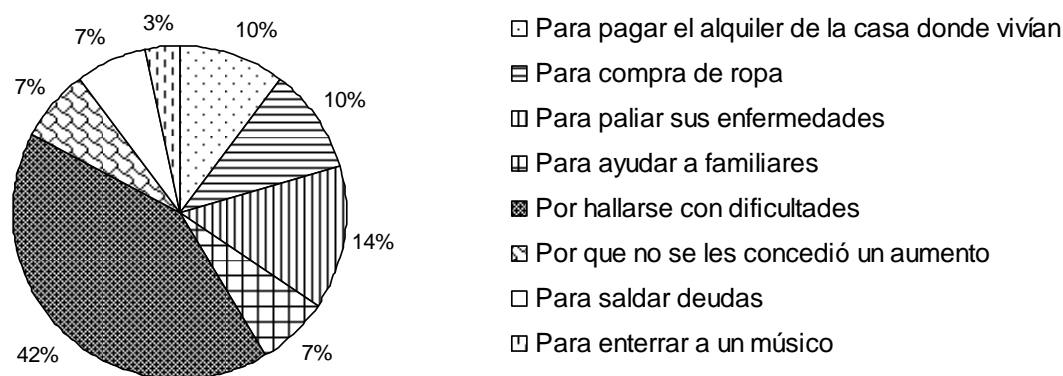 3%
7%
10%
7%
10%
14%
42%
7%
Para pagar el alquiler de la casa donde vivían
Para compra de ropa
Para paliar sus enfermedades
Para ayudar a familiares
Por hallarse con dificultades
Por que no se les concedió un aumento
Para saldar deudas
Para enterrar a un músico